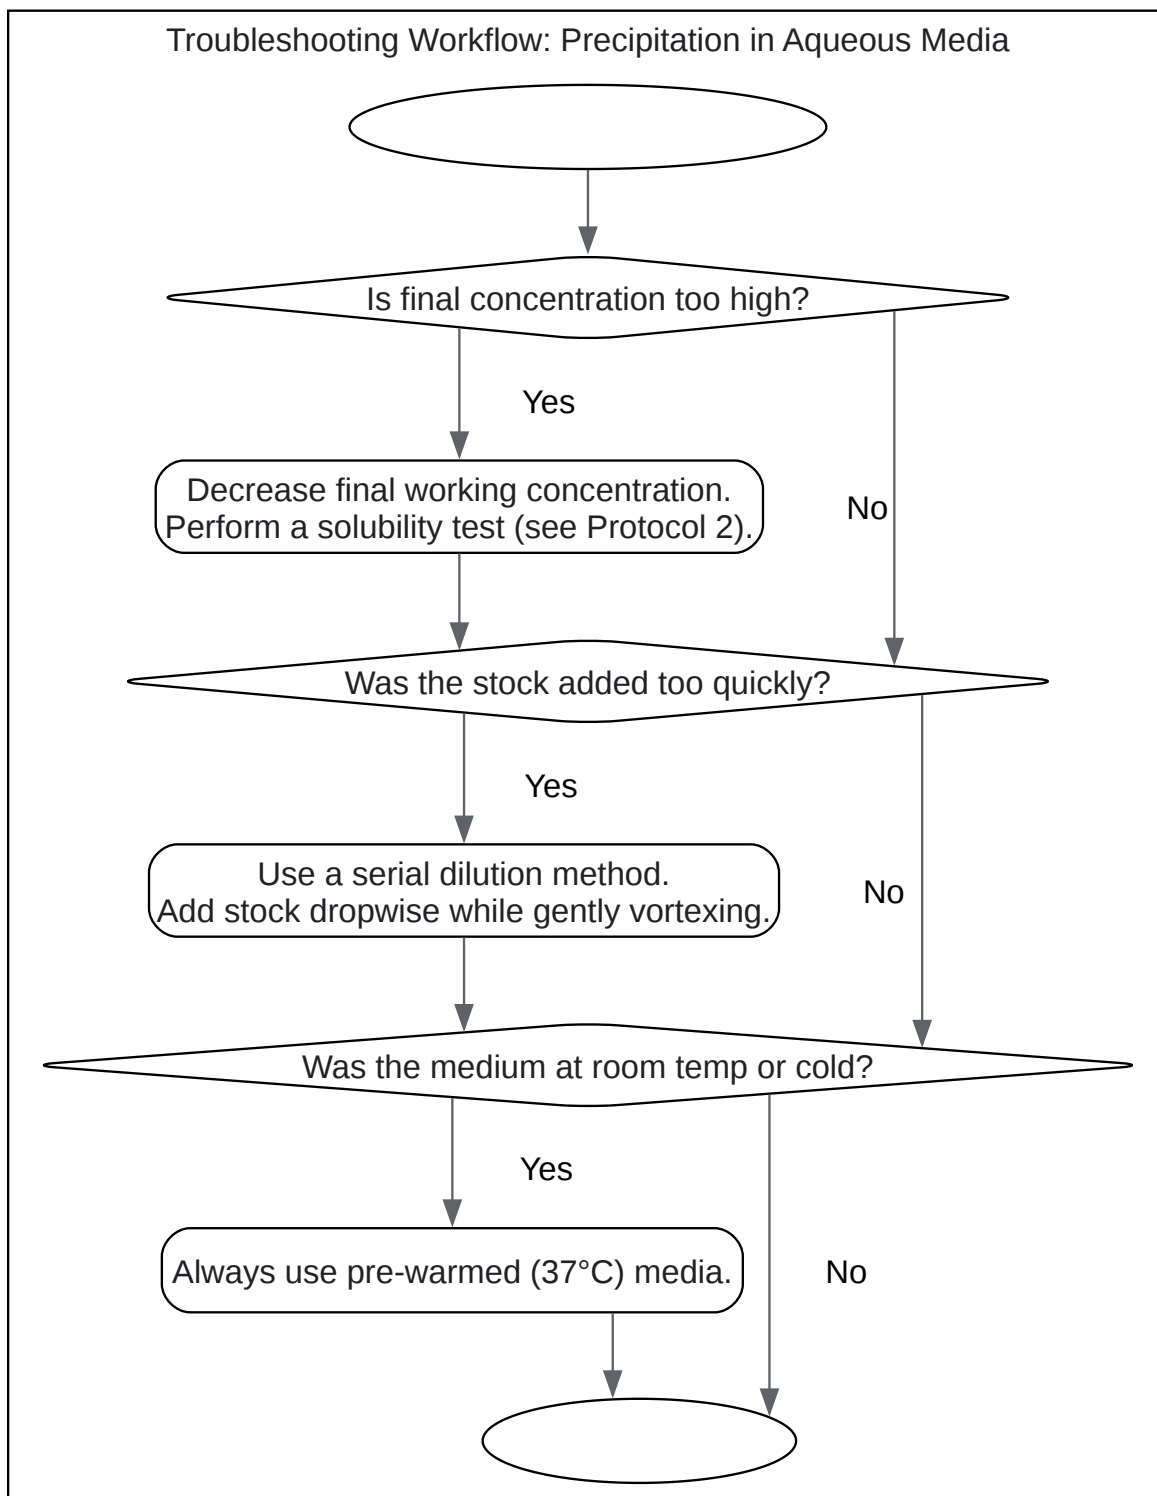 Troubleshooting Workflow: Precipitation in Aqueous Media
Is final concentration too high?
Yes
Decrease final working concentration.
Perform a solubility test (see Protocol 2).
No
Was the stock added too quickly?
Yes
Use a serial dilution method.
Add stock dropwise while gently vortexing.
No
Was the medium at room temp or cold?
Yes
Always use pre-warmed (37°C) media.
No